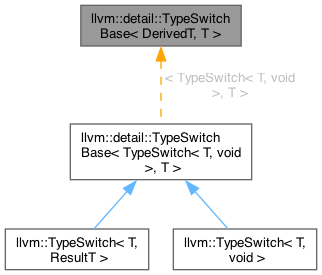 llvm::detail::TypeSwitch
Base< DerivedT, T >
< TypeSwitch< T, void
>, T >
llvm::detail::TypeSwitch
Base< TypeSwitch< T, void
>, T >
llvm::TypeSwitch< T,
ResultT >
llvm::TypeSwitch< T,
void >